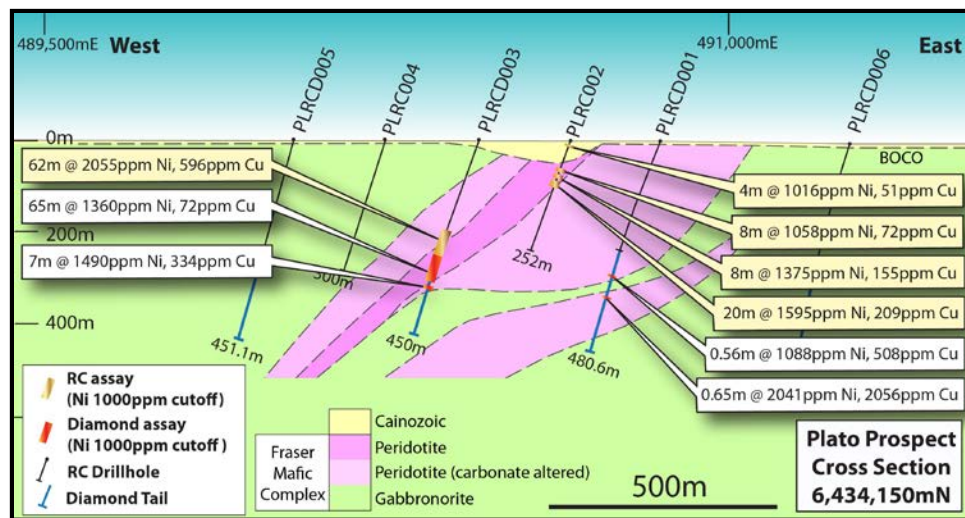 489,500mE
West
491,000mE
East
PLRCD005
PLRC004
PLRCD003
PLRC002
PLRCD001
PLRCD006
0m
BOCO
62m @ 2055ppm Ni, 596ppm Cu
65m @ 1360ppm Ni, 72ppm Cu
7m @ 1490ppm Ni, 334ppm Cu
200m
400m
4m @ 1016ppm Ni, 51ppm Cu
8m @ 1058ppm Ni, 72ppm Cu
8m @ 1375ppm Ni, 155ppm Cu
20m @ 1595ppm Ni, 209ppm Cu
0.56m @ 1088ppm Ni, 508ppm Cu
0.65m @ 2041ppm Ni, 2056ppm Cu
252m
300m
451.1m
450m
480.6m
RC assay
(Ni 1000ppm cutoff)
Diamond assay
(Ni 1000ppm cutoff)
RC Drillhole
Diamond Tail
Fraser
Mafic
Complex
Cainozoic
Peridotite
Peridotite (carbonate altered)
Gabbronorite
500m
Plato Prospect
Cross Section
6,434,150mN